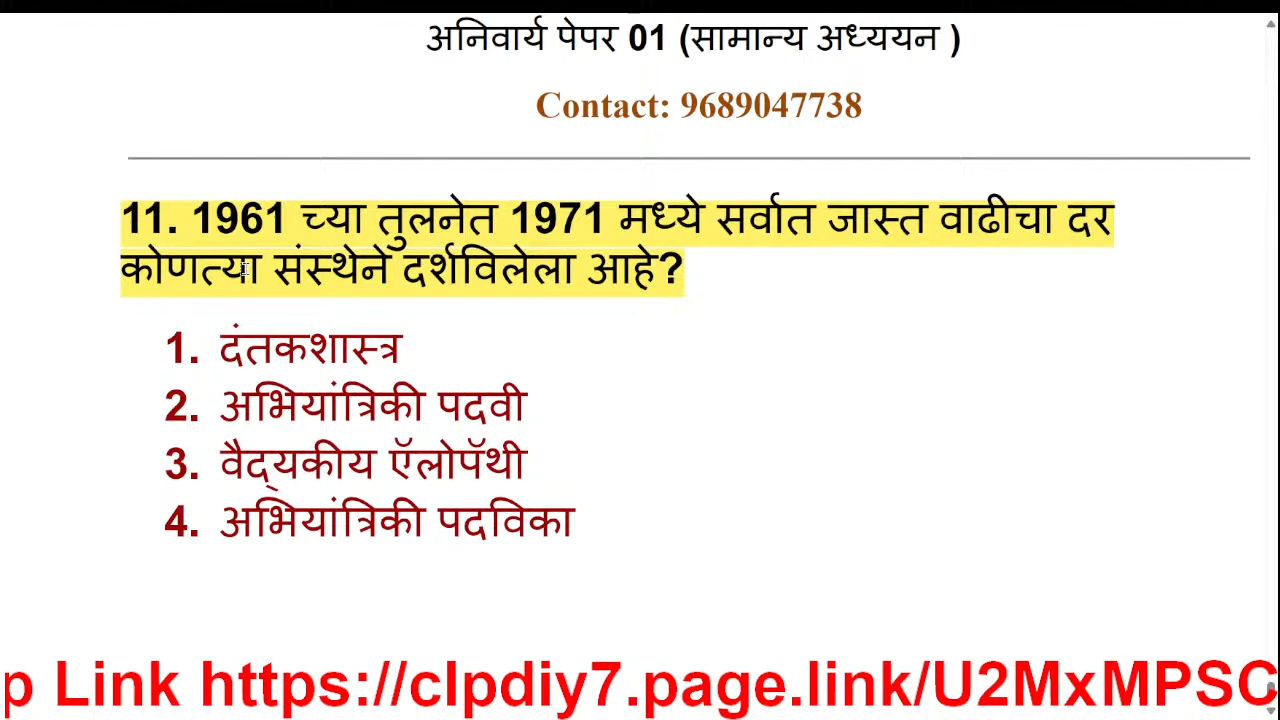 अनिवार्य पेपर 01 (सामान्य अध्ययन )
Contact: 9689047738
11. 1961 च्या तुलनेत 1971 मध्ये सर्वात जास्त वाढीचा दर
कोणत्या संस्थेने दर्शविलेला आहे?
1. दंतकशास्त्र
2. अभियांत्रिकी पदवी
3. वैद्‌यकीय ऍलोपॅथी
4. अभियांत्रिकी पदविका
p Link https://clpdiy7.page.link/U2MxMPSC